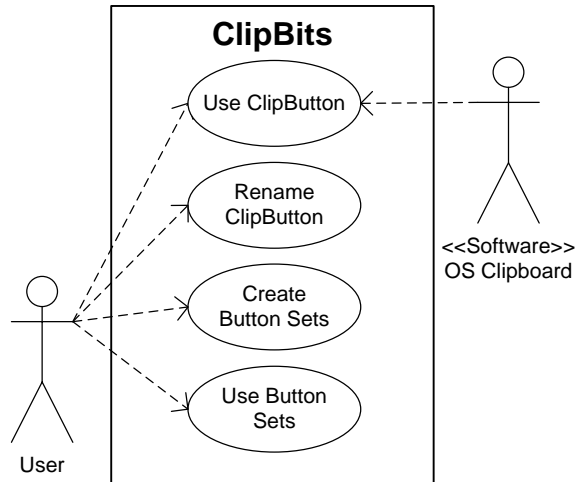 ClipBits
Use ClipButton
Rename
ClipButton
<<Software>>
OS Clipboard
Create
Button Sets
Use Button
Sets
User